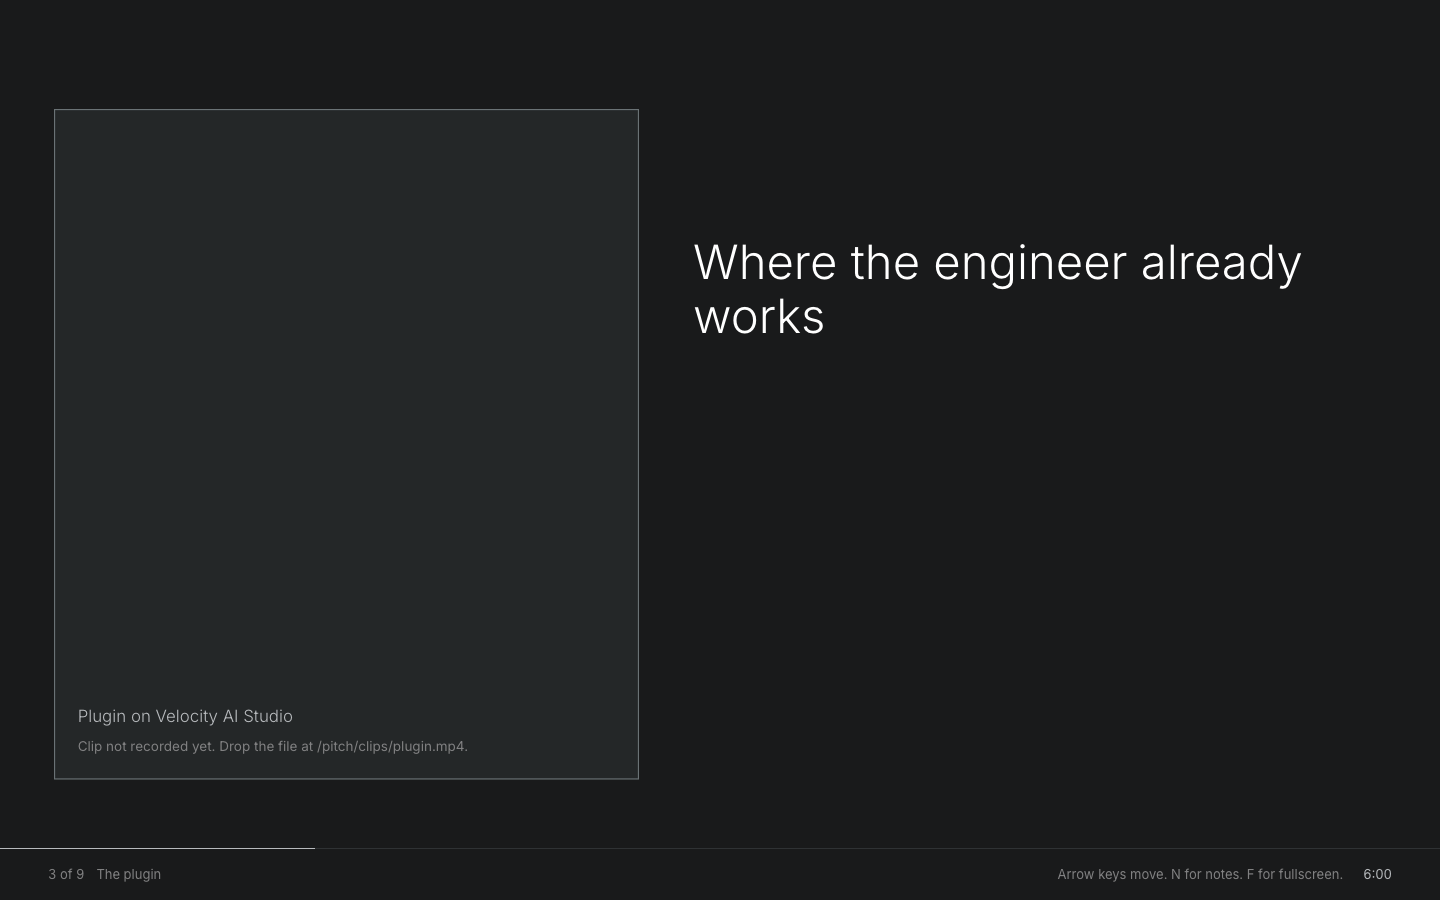 Where the engineer already
works
Plugin on Velocity AI Studio
Clip not recorded yet. Drop the file at /pitch/clips/plugin.mp4.
3 of 9 The plugin
Arrow keys move. N for notes. F for fullscreen. 6:00